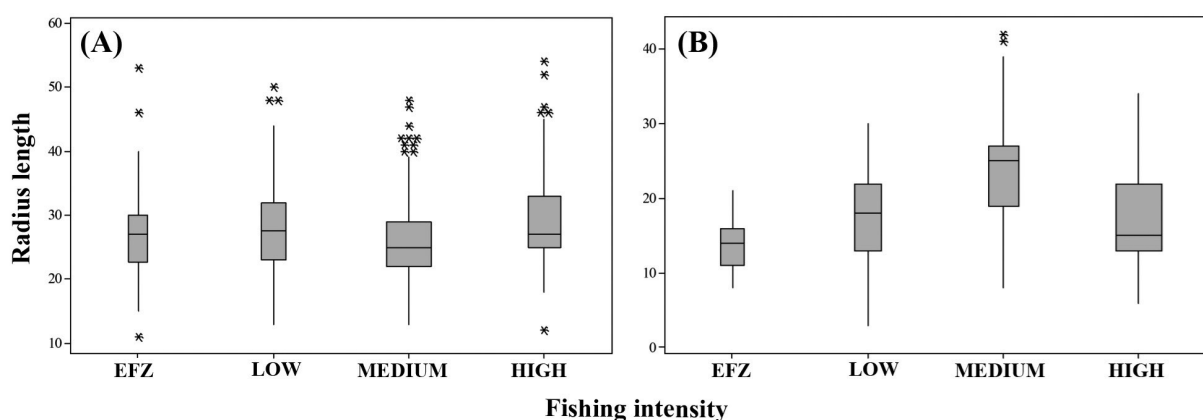 (A)
Radius length
60
50
40
30
20
10
EFZ LOW MEDIUM HIGH
(B)
40
30
20
10
0
EFZ LOW MEDIUM HIGH
Fishing intensity